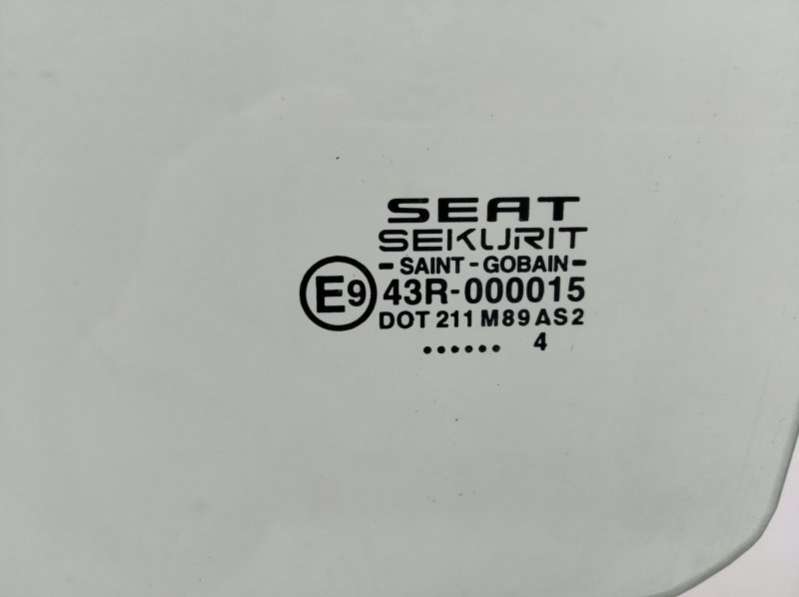 SEAT
SEKURIT
- SAINT - GOBAIN -
E9 43R-000015
DOT 211 M89 AS2
...... 4